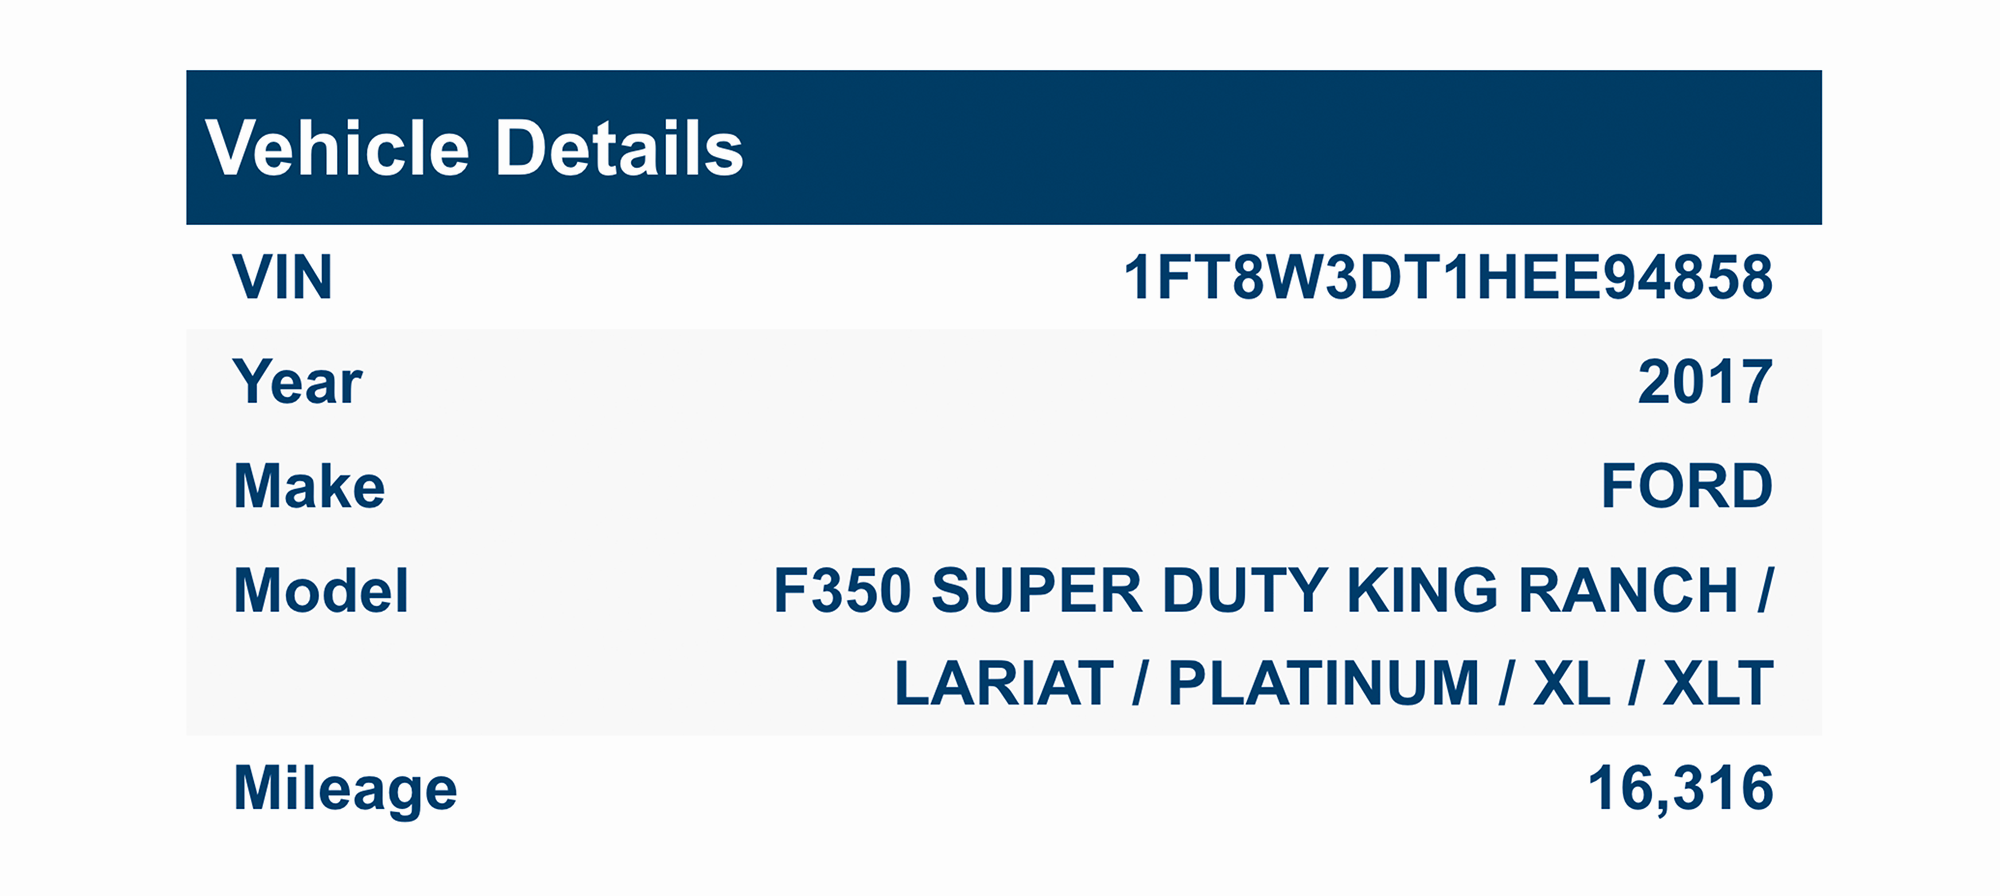 Vehicle Details
VIN 1FT8W3DT1HEE94858
Year 2017
Make FORD
Model F350 SUPER DUTY KING RANCH /
LARIAT / PLATINUM / XL / XLT
Mileage 16,316